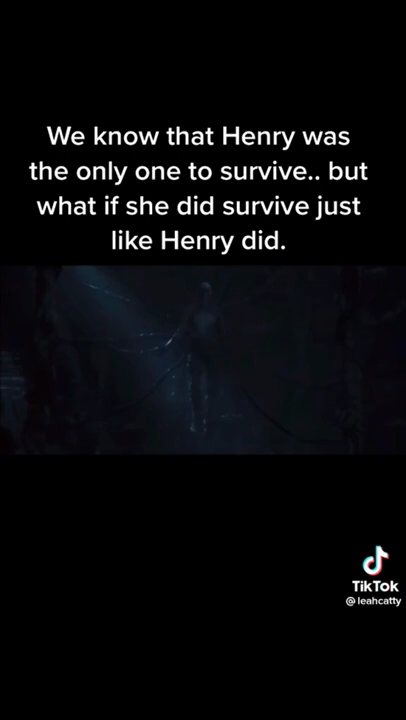 We know that Henry was
the only one to survive.. but
what if she did survive just
like Henry did.
TikTok
@ leahcatty